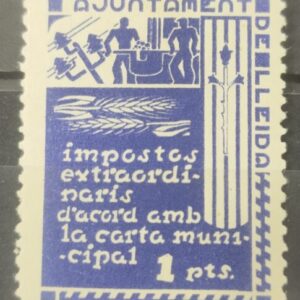 AJUNTAMENT
DE LLEIDA
impostos
extraordi-
naris
d'acord amb
la carta muni-
-cipal 1 pts.